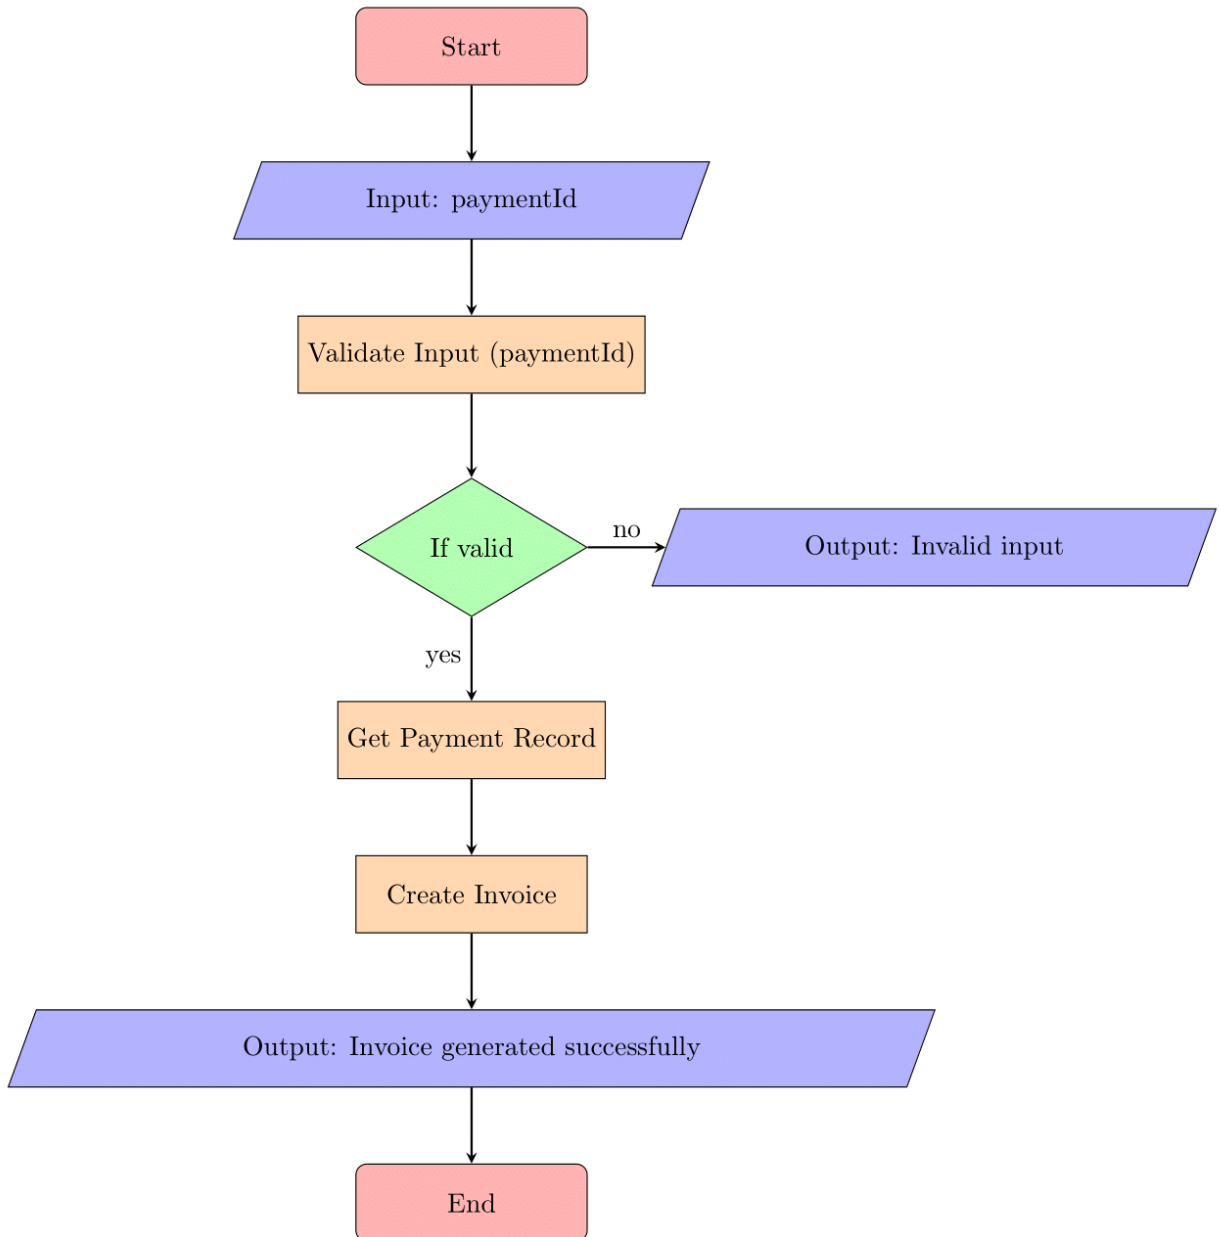 Start
Input: paymentId
Validate Input (paymentId)
If valid
no
Output: Invalid input
yes
Get Payment Record
Create Invoice
Output: Invoice generated successfully
End